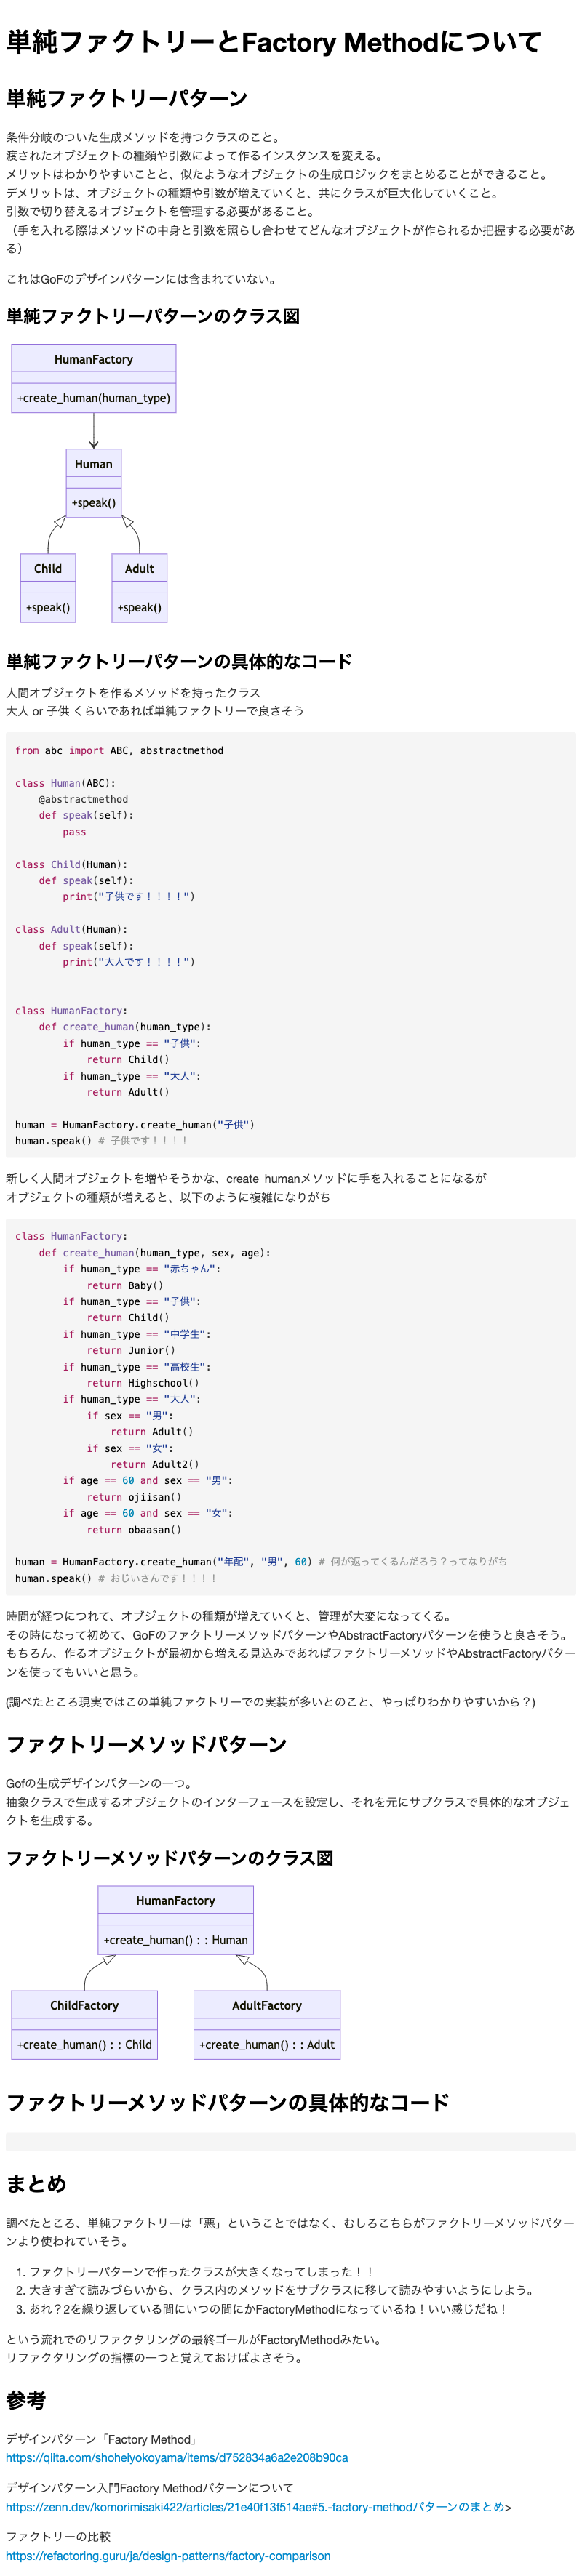 単純ファクトリーとFactory Methodについて
単純ファクトリーパターン
条件分岐のついた生成メソッドを持つクラスのこと。
渡されたオブジェクトの種類や引数によって作るインスタンスを変える。
メリットはわかりやすいことと、似たようなオブジェクトの生成ロジックをまとめることができること。
デメリットは、オブジェクトの種類や引数が増えていくと、共にクラスが巨大化していくこと。
引数で切り替えるオブジェクトを管理する必要があること。
（手を入れる際はメソッドの中身と引数を照らし合わせてどんなオブジェクトが作られるか把握する必要があ
る）
これはGoFのデザインパターンには含まれていない。
単純ファクトリーパターンのクラス図
HumanFactory
+create_human(human_type)
Human
+speak()
Child
Adult
+speak()
+speak()
単純ファクトリーパターンの具体的なコード
人間オブジェクトを作るメソッドを持ったクラス
大人 or 子供 くらいであれば単純ファクトリーで良さそう
from abc import ABC, abstractmethod
class Human(ABC):
    @abstractmethod
    def speak(self):
        pass
class Child(Human):
    def speak(self):
        print("子供です！！！！")
class Adult(Human):
    def speak(self):
        print("大人です！！！！")
class HumanFactory:
    def create_human(human_type):
        if human_type == "子供":
            return Child()
        if human_type == "大人":
            return Adult()
human = HumanFactory.create_human("子供")
human.speak() # 子供です！！！！
新しく人間オブジェクトを増やそうかな、create_humanメソッドに手を入れることになるが
オブジェクトの種類が増えると、以下のように複雑になりがち
class HumanFactory:
    def create_human(human_type, sex, age):
        if human_type == "赤ちゃん":
            return Baby()
        if human_type == "子供":
            return Child()
        if human_type == "中学生":
            return Junior()
        if human_type == "高校生":
            return Highschool()
        if human_type == "大人":
            if sex == "男":
                return Adult()
            if sex == "女":
                return Adult2()
        if age == 60 and sex == "男":
            return ojiisan()
        if age == 60 and sex == "女":
            return obaasan()
human = HumanFactory.create_human("年配", "男", 60) # 何が返ってくるんだろう？ってなりがち
human.speak() # おじいさんです！！！！
時間が経つにつれて、オブジェクトの種類が増えていくと、管理が大変になってくる。
その時になって初めて、GoFのファクトリーメソッドパターンやAbstractFactoryパターンを使うと良さそう。
もちろん、作るオブジェクトが最初から増える見込みであればファクトリーメソッドやAbstractFactoryパター
ンを使ってもいいと思う。
(調べたところ現実ではこの単純ファクトリーでの実装が多いとのこと、やっぱりわかりやすいから？)
ファクトリーメソッドパターン
Gofの生成デザインパターンの一つ。
抽象クラスで生成するオブジェクトのインターフェースを設定し、それを元にサブクラスで具体的なオブジェ
クトを生成する。
ファクトリーメソッドパターンのクラス図
HumanFactory
+create_human() : : Human
ChildFactory
AdultFactory
+create_human() : : Child
+create_human() : : Adult
ファクトリーメソッドパターンの具体的なコード
まとめ
調べたところ、単純ファクトリーは「悪」ということではなく、むしろこちらがファクトリーメソッドパター
ンより使われていそう。
1. ファクトリーパターンで作ったクラスが大きくなってしまった！！
2. 大きすぎて読みづらいから、クラス内のメソッドをサブクラスに移して読みやすいようにしよう。
3. あれ？2を繰り返している間にいつの間にかFactoryMethodになっているね！いい感じだね！
という流れでのリファクタリングの最終ゴールがFactoryMethodみたい。
リファクタリングの指標の一つと覚えておけばよさそう。
参考
デザインパターン「Factory Method」
https://qiita.com/shoheiyokoyama/items/d752834a6a2e208b90ca
デザインパターン入門Factory Methodパターンについて
https://zenn.dev/komorimisaki422/articles/21e40f13f514ae#5.-factory-methodパターンのまとめ>
ファクトリーの比較
https://refactoring.guru/ja/design-patterns/factory-comparison